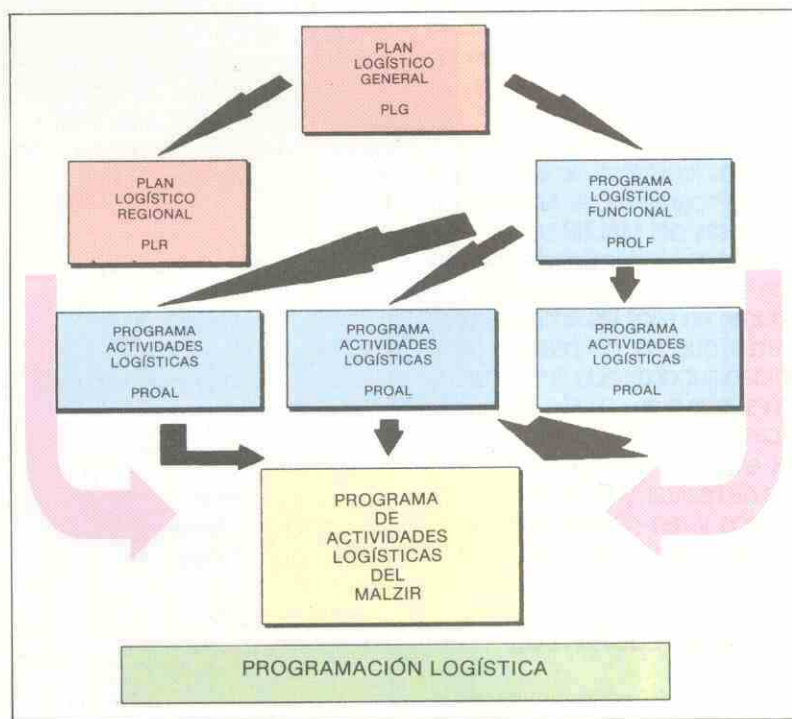 PLAN
LOGÍSTICO
GENERAL
PLG
PLAN
LOGÍSTICO
REGIONAL
PLR
PROGRAMA
LOGÍSTICO
FUNCIONAL
PROLF
PROGRAMA
ACTIVIDADES
LOGÍSTICAS
PROAL
PROGRAMA
ACTIVIDADES
LOGÍSTICAS
PROAL
PROGRAMA
ACTIVIDADES
LOGÍSTICAS
PROAL
PROGRAMA
DE
ACTIVIDADES
LOGÍSTICAS
DEL
MALZIR
PROGRAMACIÓN LOGÍSTICA